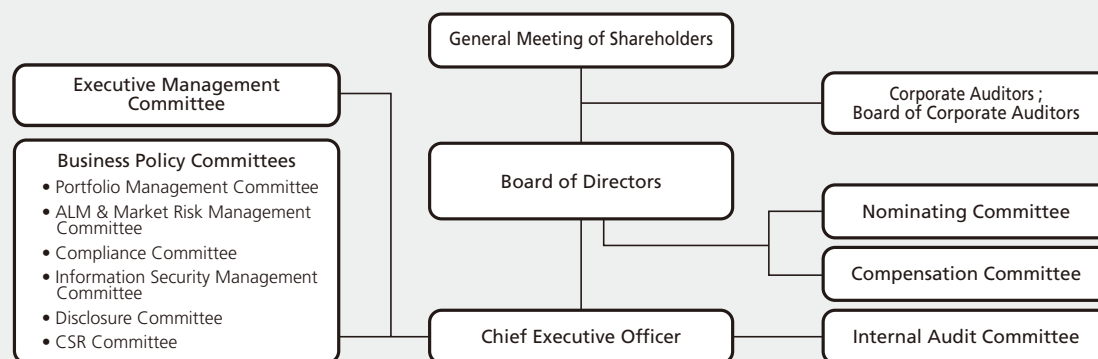 General Meeting of Shareholders
Executive Management
Committee
Corporate Auditors ;
Board of Corporate Auditors
Business Policy Committees
• Portfolio Management Committee
• ALM & Market Risk Management
Committee
• Compliance Committee
• Information Security Management
Committee
• Disclosure Committee
• CSR Committee
Board of Directors
Nominating Committee
Compensation Committee
Chief Executive Officer
Internal Audit Committee